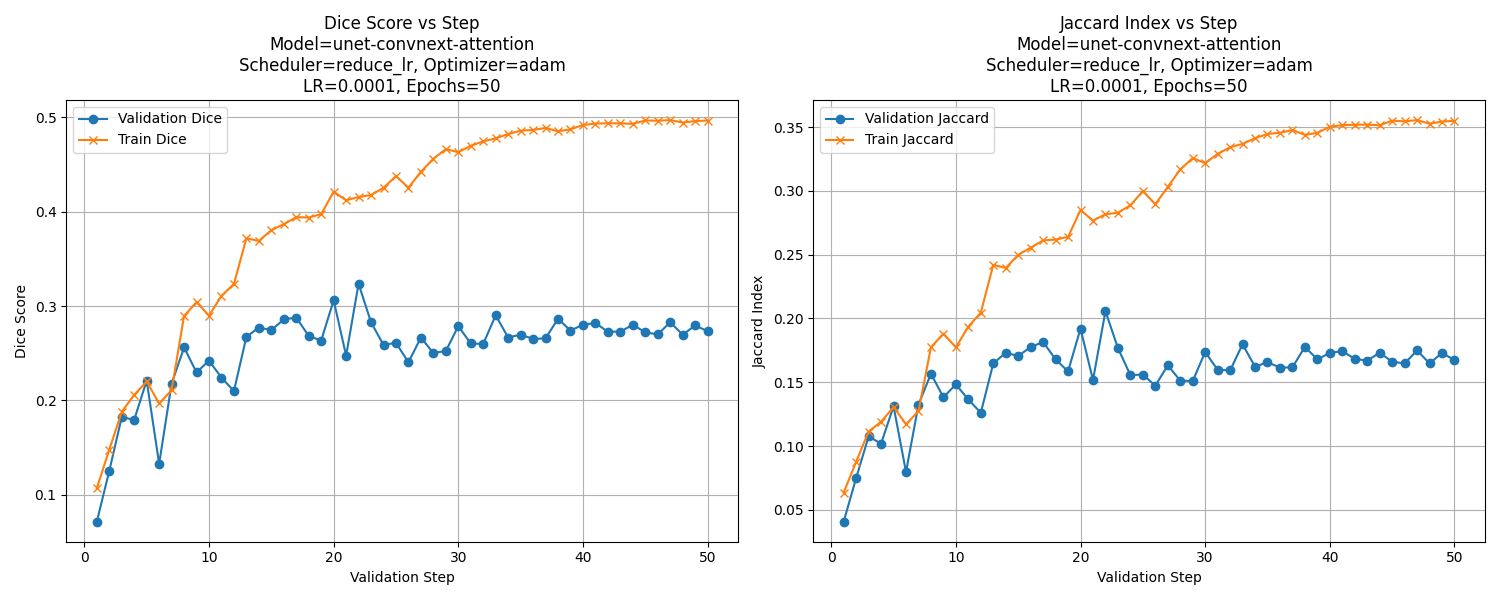 Dice Score vs Step
Model=unet-convnext-attention
Scheduler=reduce_lr, Optimizer=adam
LR=0.0001, Epochs=50
Validation Dice
Train Dice
0.5
0.4
0.3
0.2
0.1
Dice Score
0
10
20
30
40
50
Validation Step
Jaccard Index vs Step
Model=unet-convnext-attention
Scheduler=reduce_lr, Optimizer=adam
LR=0.0001, Epochs=50
Validation Jaccard
Train Jaccard
0.35
0.30
0.25
0.20
0.15
0.10
0.05
Jaccard Index
0
10
20
30
40
50
Validation Step